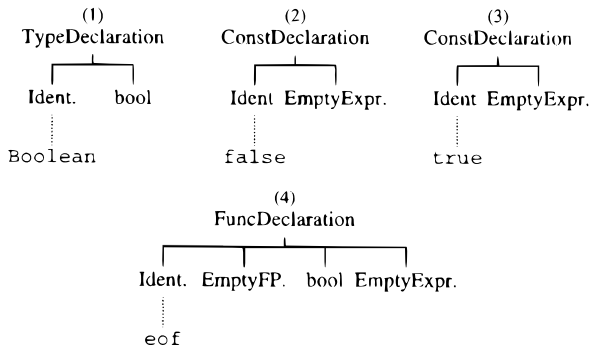 (1) (2) (3)
TypeDeclaration ConstDeclaration ConstDeclaration
Ident. bool Ident EmptyExpr. Ident EmptyExpr.
Boolean false true
(4)
FuncDeclaration
Ident. EmptyFP. bool EmptyExpr.
eof